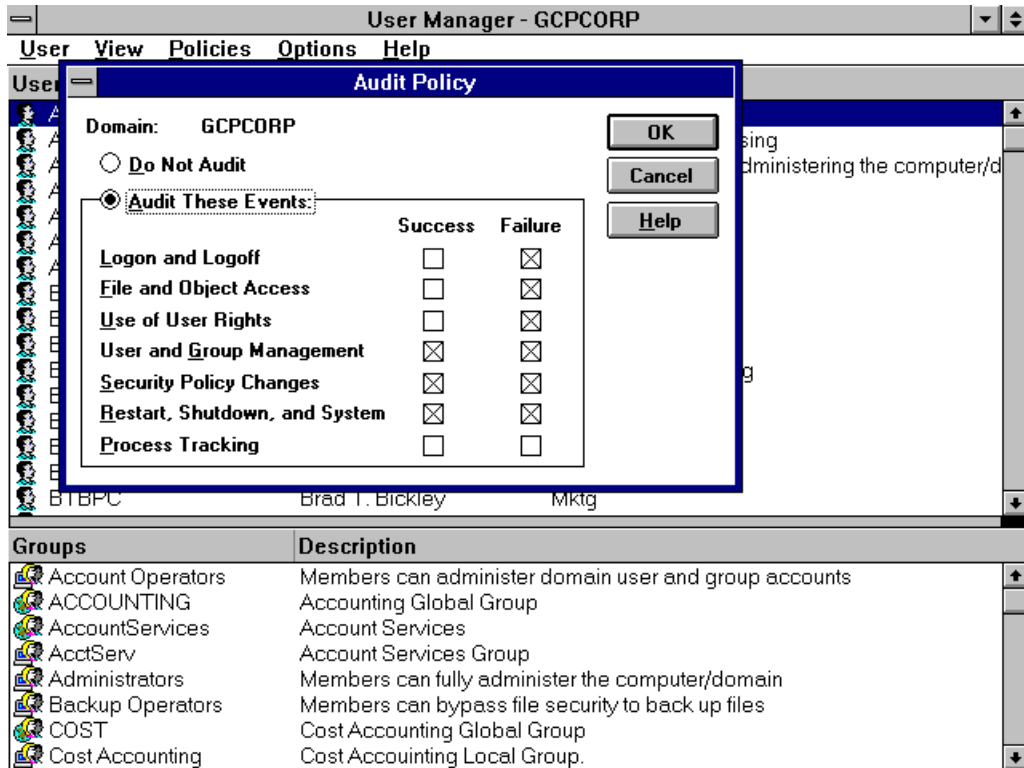 User Manager - GCPCORP
User View Policies Options Help
User
Audit Policy
Domain: GCPCORP
OK
Do Not Audit
Cancel
Audit These Events:
Help
Success Failure
Logon and Logoff
File and Object Access
Use of User Rights
User and Group Management
Security Policy Changes
Restart, Shutdown, and System
Process Tracking
dministering the computer/d
BTBPC Brad T. Bickley Mktg
Groups Description
Account Operators Members can administer domain user and group accounts
ACCOUNTING Accounting Global Group
AccountServices Account Services
AcctServ Account Services Group
Administrators Members can fully administer the computer/domain
Backup Operators Members can bypass file security to back up files
COST Cost Accounting Global Group
Cost Accounting Cost Accouinting Local Group.